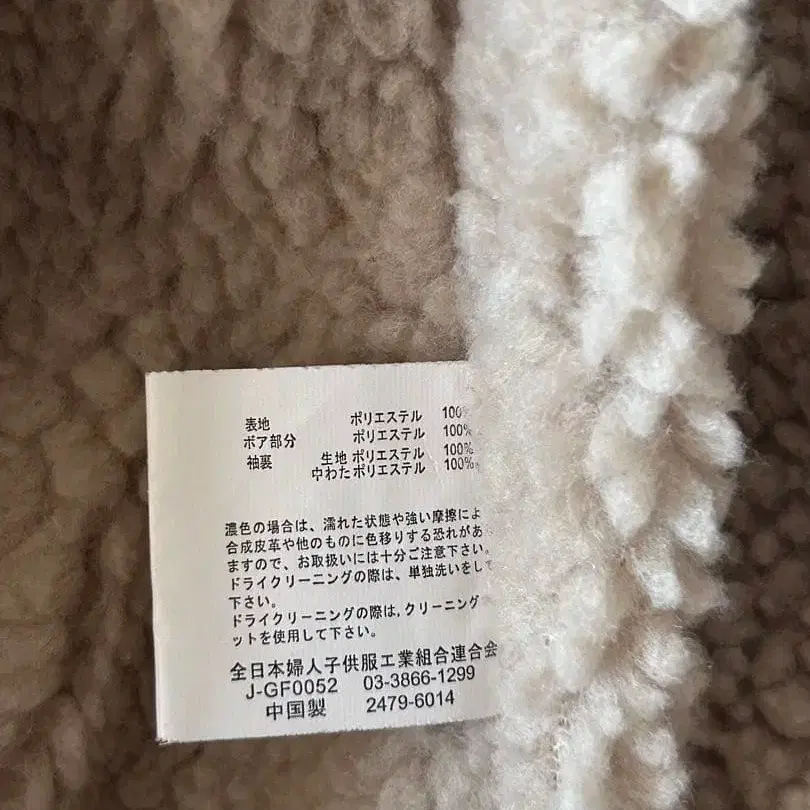 表地 ポリエステル 100%
ボア部分 ポリエステル 100%
袖裏 生地 ポリエステル 100%
中わた ポリエステル 100%
濃色の場合は、濡れた状態や強い摩擦によ
合成皮革や他のものに色移りする恐れがあ
ますので、お取扱いには十分ご注意下さい。
ドライクリーニングの際は、単独洗いをして
下さい。
ドライクリーニングの際は,クリーニング
ットを使用して下さい。
全日本婦人子供服工業組合連合会
J-GF0052 03-3866-1299
中国製 2479-6014